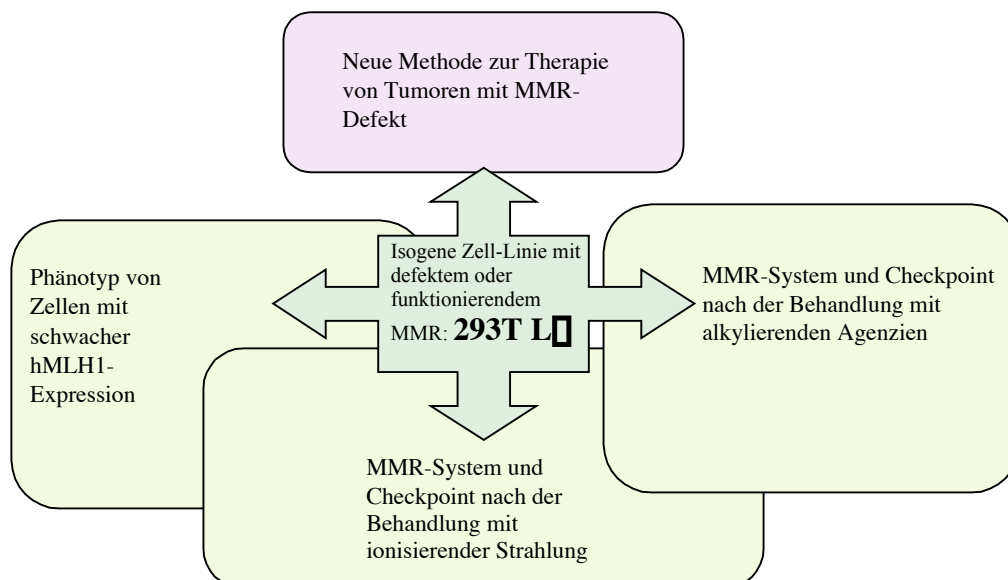 Neue Methode zur Therapie
von Tumoren mit MMR-
Defekt
Isogene Zell-Linie mit
defektem oder
funktionierendem
MMR: 293T L▯
Phänotyp von
Zellen mit
schwacher
hMLH1-
Expression
MMR-System und Checkpoint
nach der Behandlung mit
alkylierenden Agenzien
MMR-System und
Checkpoint nach der
Behandlung mit
ionisierender Strahlung